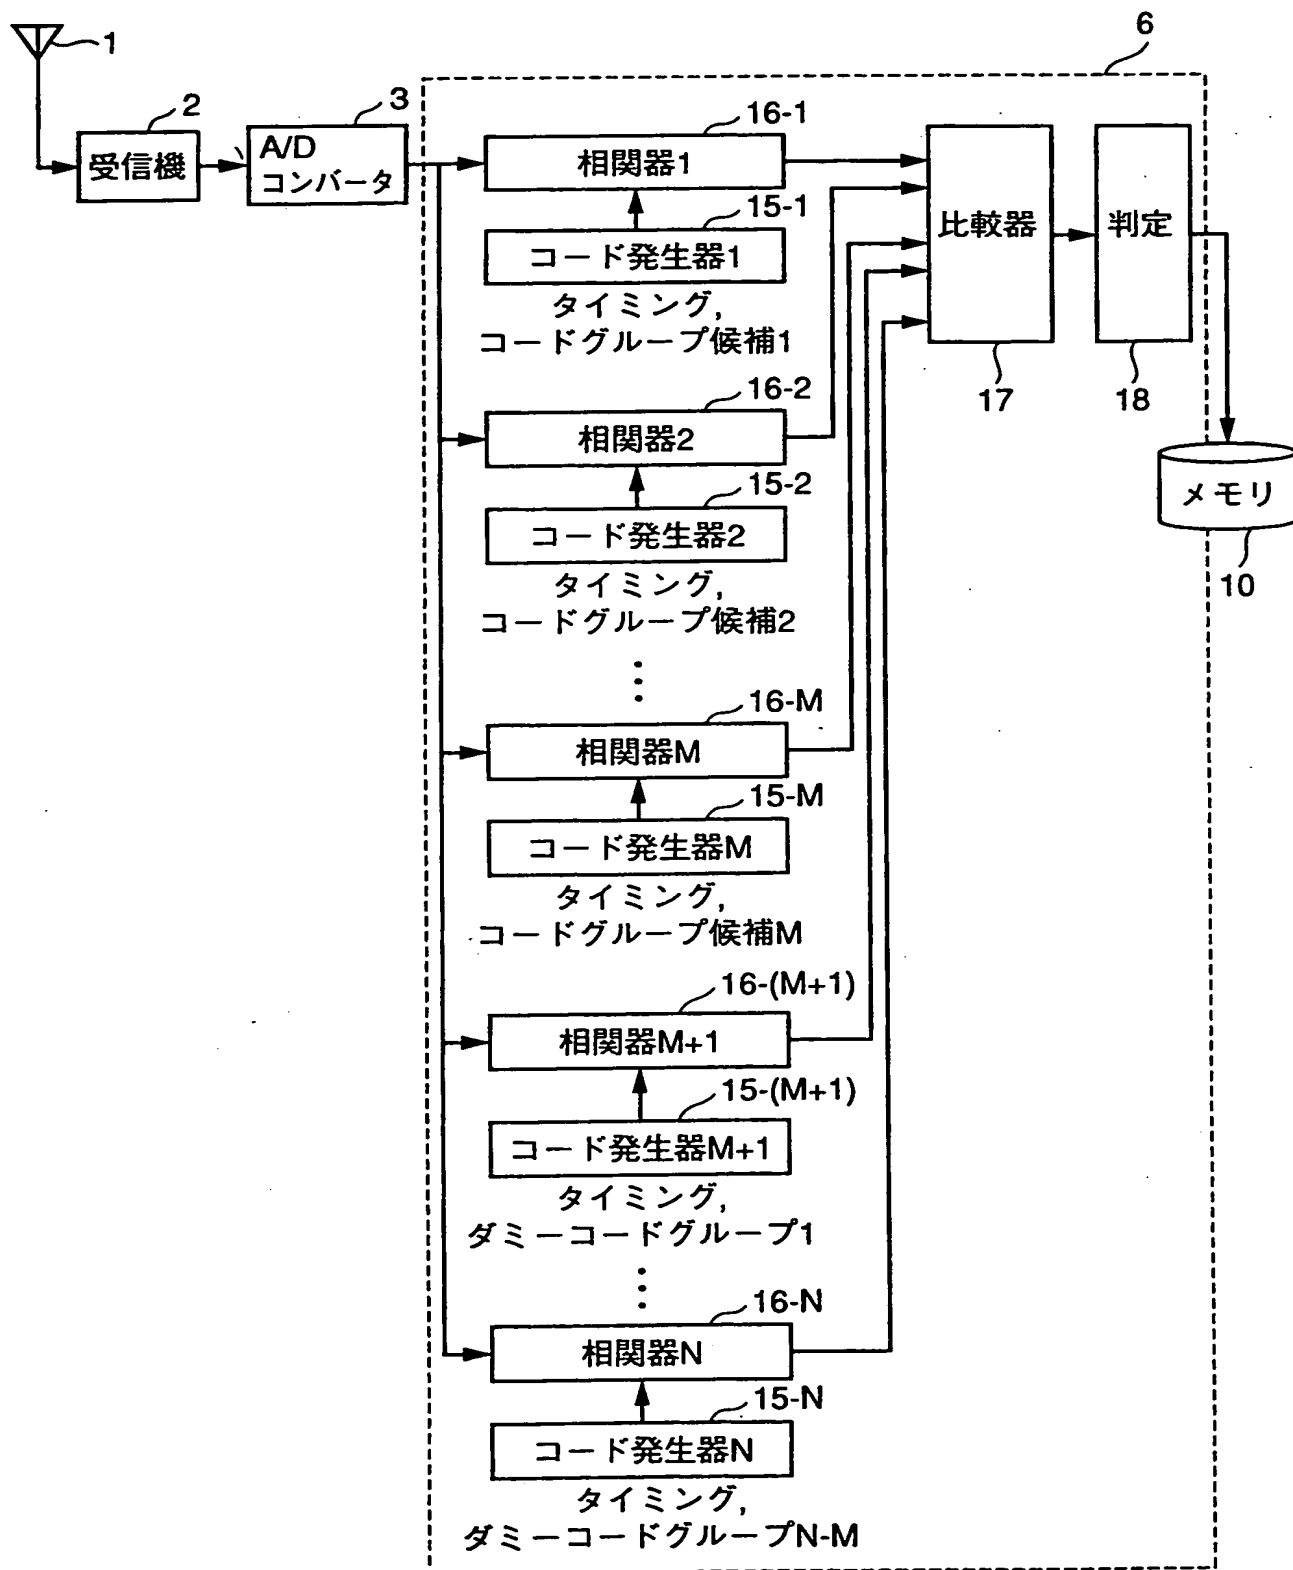 1
6
2
3
16-1
受信機
A/D
コンバータ
相関器1
比較器
判定
15-1
コード発生器1
タイミング,
コードグループ候補1
17
18
16-2
相関器2
メモリ
15-2
コード発生器2
10
タイミング,
コードグループ候補2
16-M
相関器M
15-M
コード発生器M
タイミング,
コードグループ候補M
16-(M+1)
相関器M+1
15-(M+1)
コード発生器M+1
タイミング,
ダミーコードグループ1
16-N
相関器N
15-N
コード発生器N
タイミング,
ダミーコードグループN-M